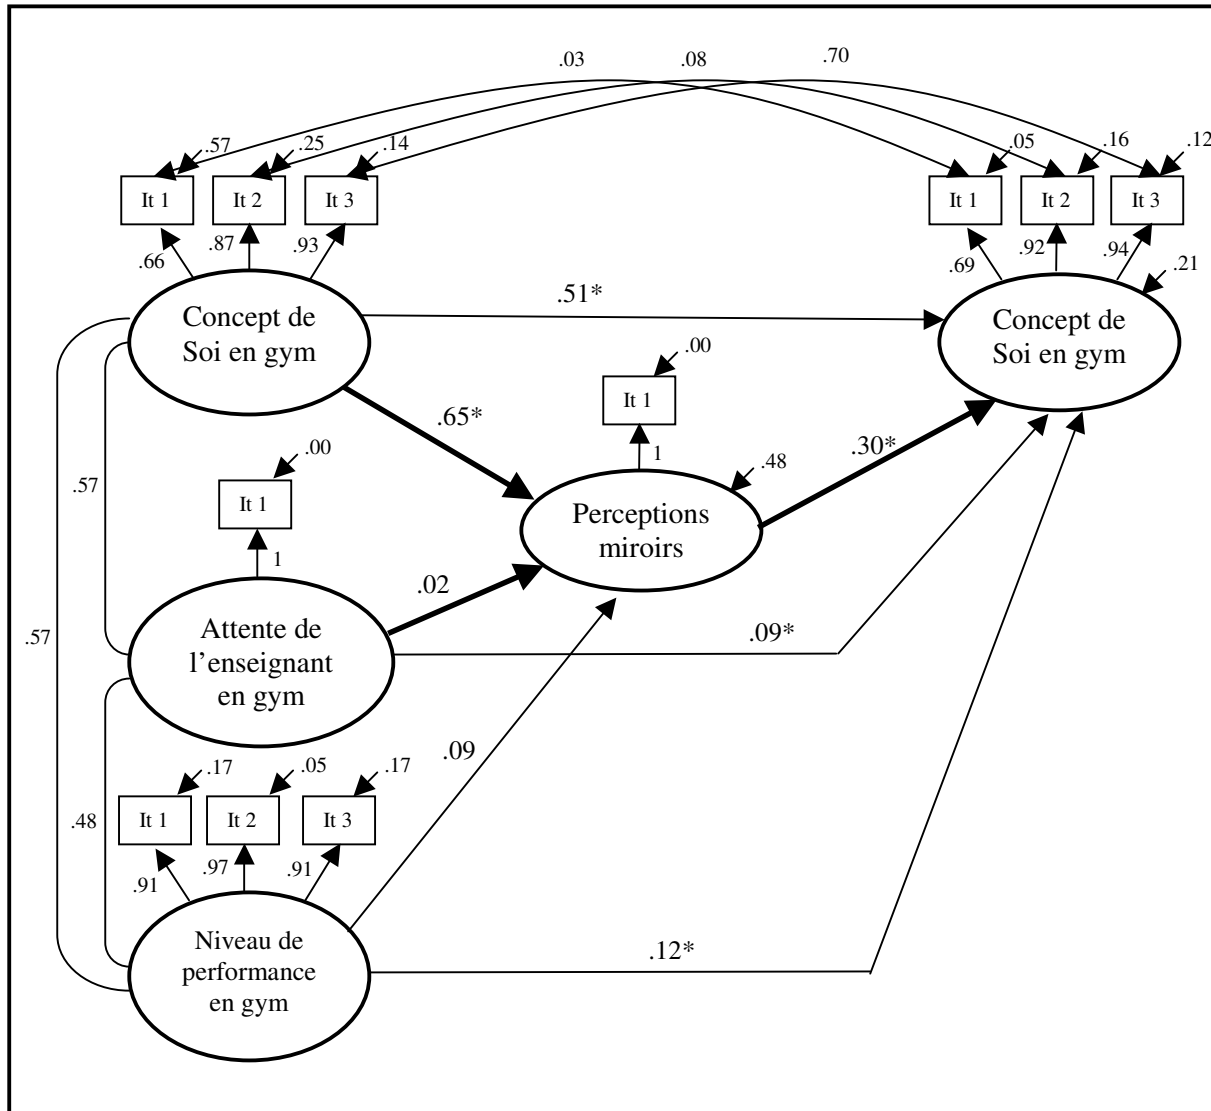 .03 .08 .70
.57 .25 .14 .05 .16 .12
It 1 It 2 It 3 It 1 It 2 It 3
.66 .87 .93 .69 .92 .94
.21
Concept de
Soi en gym
.51*
Concept de
Soi en gym
.00
It 1
1
.65*
.30*
.48
.57
.00
It 1
1
Perceptions
miroirs
.02
.57
Attente de
l’enseignant
en gym
.09*
.09
.17 .05 .17
It 1 It 2 It 3
.48
.91 .97 .91
Niveau de
performance
en gym
.12*